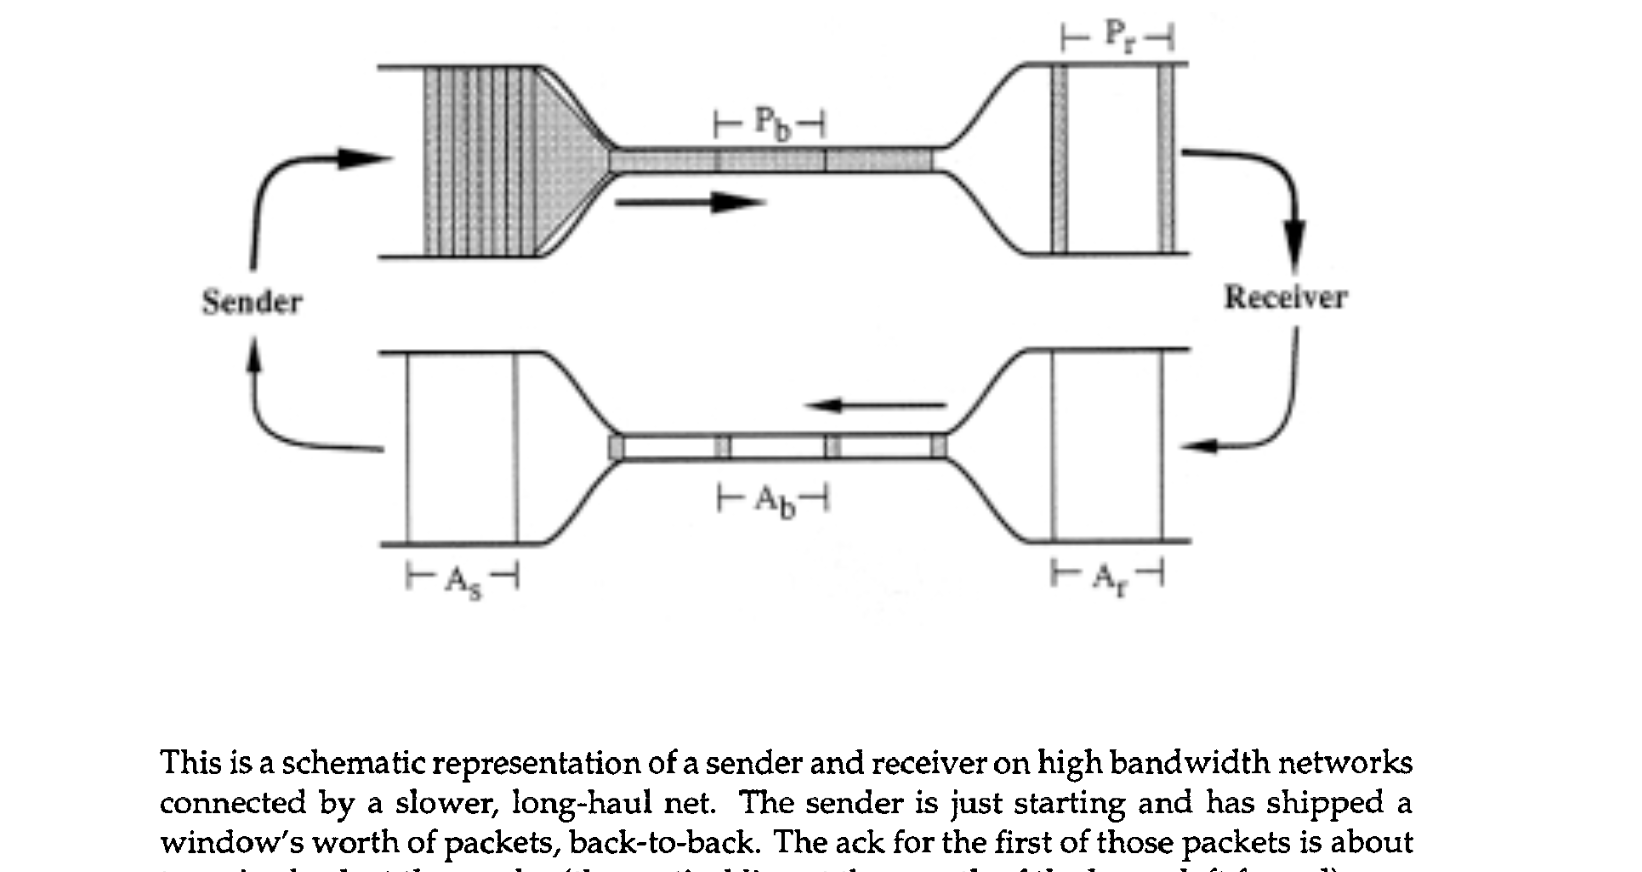 Pr
Pb
Sender
Receiver
Ab
As
Ar
This is a schematic representation of a sender and receiver on high bandwidth networks
connected by a slower, long-haul net. The sender is just starting and has shipped a
window's worth of packets, back-to-back. The ack for the first of those packets is about